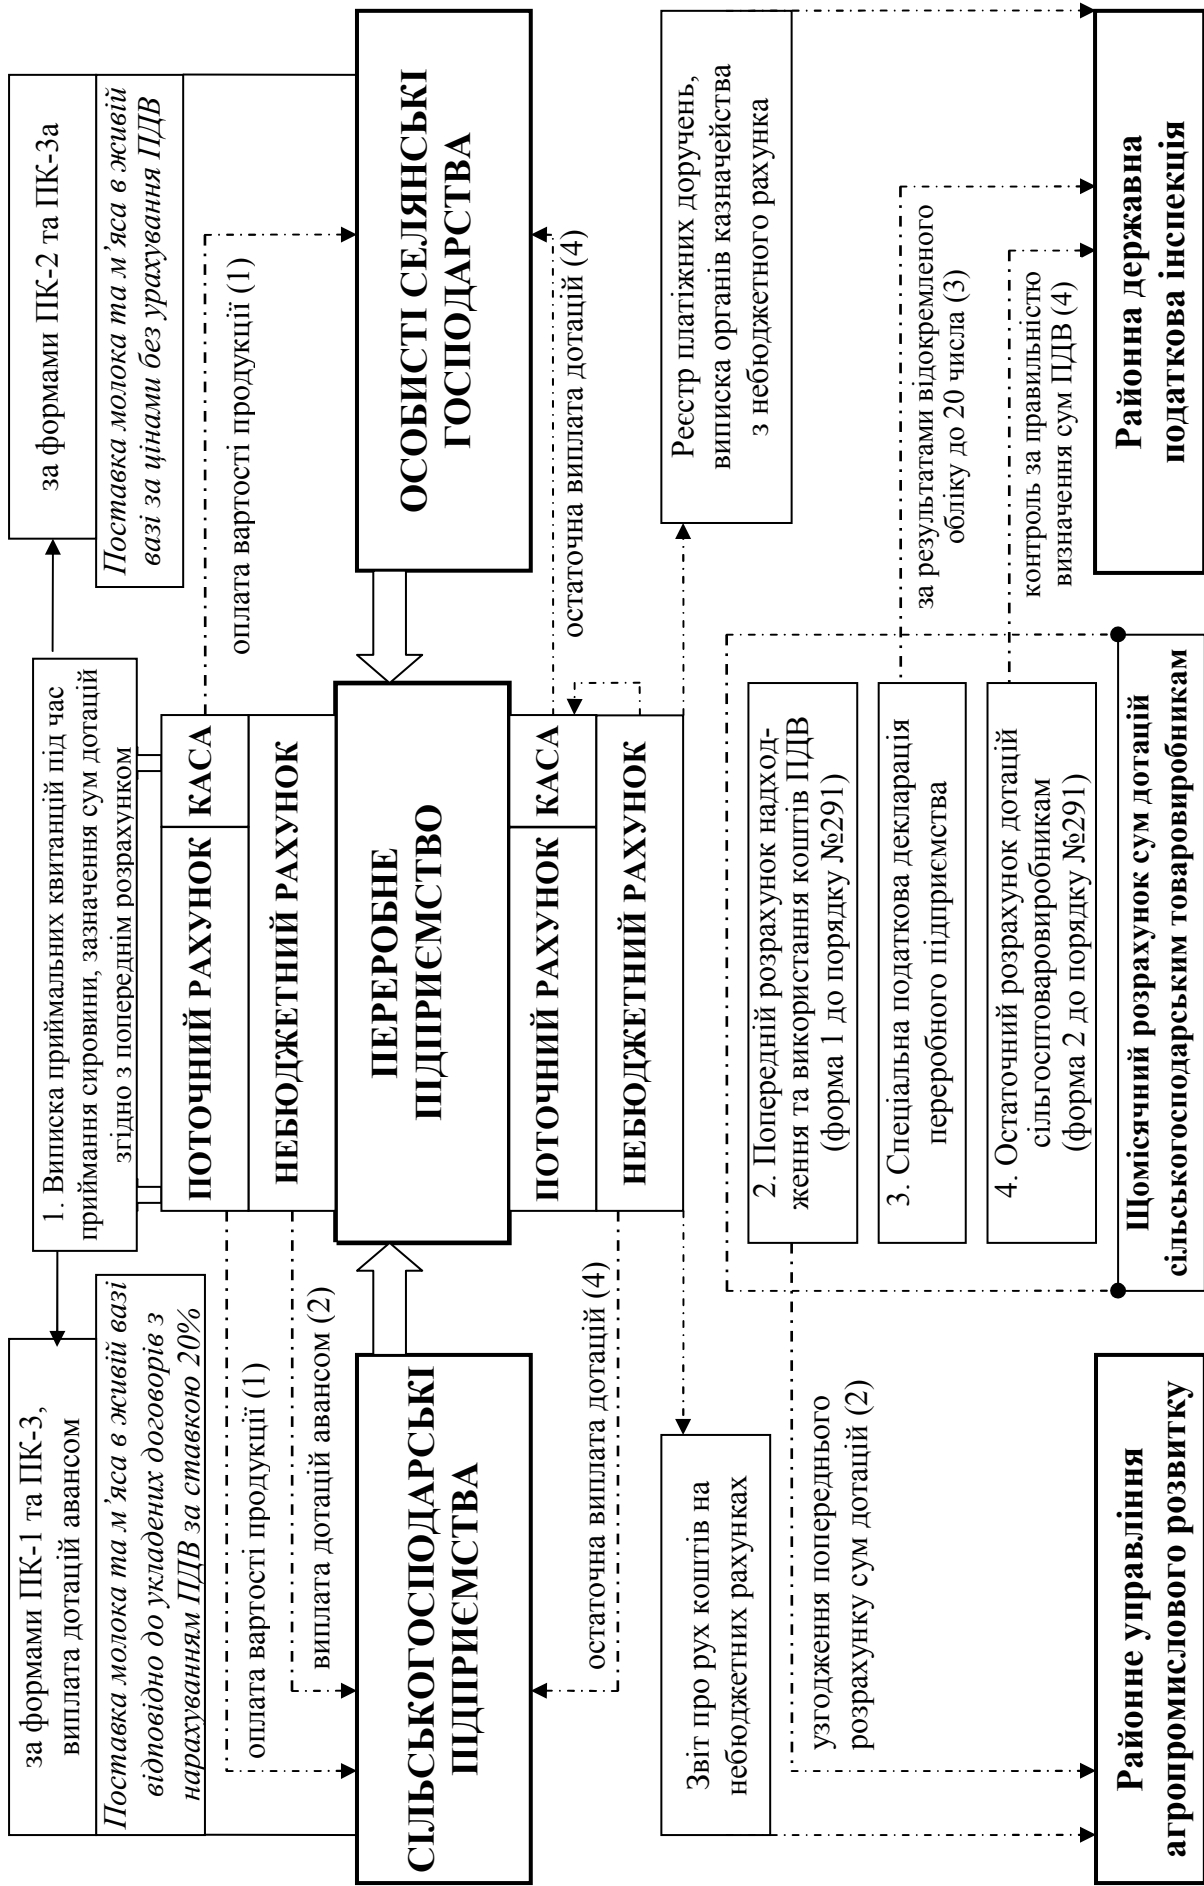 за формами ПК-1 та ПК-3,
виплата дотацій авансом
Поставка молока та м’яса в живій вазі
відповідно до укладених договорів з
нарахуванням ПДВ за ставкою 20%
1. Виписка приймальних квитанцій під час
приймання сировини, зазначення сум дотацій
згідно з попереднім розрахунком
за формами ПК-2 та ПК-3а
Поставка молока та м’яса в живій
вазі за цінами без урахування ПДВ
оплата вартості продукції (1)
виплата дотацій авансом (2)
ПОТОЧНИЙ РАХУНОК
КАСА
НЕБЮДЖЕТНИЙ РАХУНОК
оплата вартості продукції (1)
СІЛЬСЬКОГОСПОДАРСЬКІ
ПІДПРИЄМСТВА
ПЕРЕРОБНЕ
ПІДПРИЄМСТВО
ОСОБИСТІ СЕЛЯНСЬКІ
ГОСПОДАРСТВА
остаточна виплата дотацій (4)
ПОТОЧНИЙ РАХУНОК
КАСА
НЕБЮДЖЕТНИЙ РАХУНОК
остаточна виплата дотацій (4)
Звіт про рух коштів на
небюджетних рахунках
Реєстр платіжних доручень,
виписка органів казначейства
з небюджетного рахунка
узгодження попереднього
розрахунку сум дотацій (2)
2. Попередній розрахунок надход-
ження та використання коштів ПДВ
(форма 1 до порядку №291)
3. Спеціальна податкова декларація
переробного підприємства
4. Остаточний розрахунок дотацій
сільгосптоваровиробникам
(форма 2 до порядку №291)
за результатами відокремленого
обліку до 20 числа (3)
контроль за правильністю
визначення сум ПДВ (4)
Районне управління
агропромислового розвитку
Щомісячний розрахунок сум дотацій
сільськогосподарським товаровиробникам
Районна державна
податкова інспекція